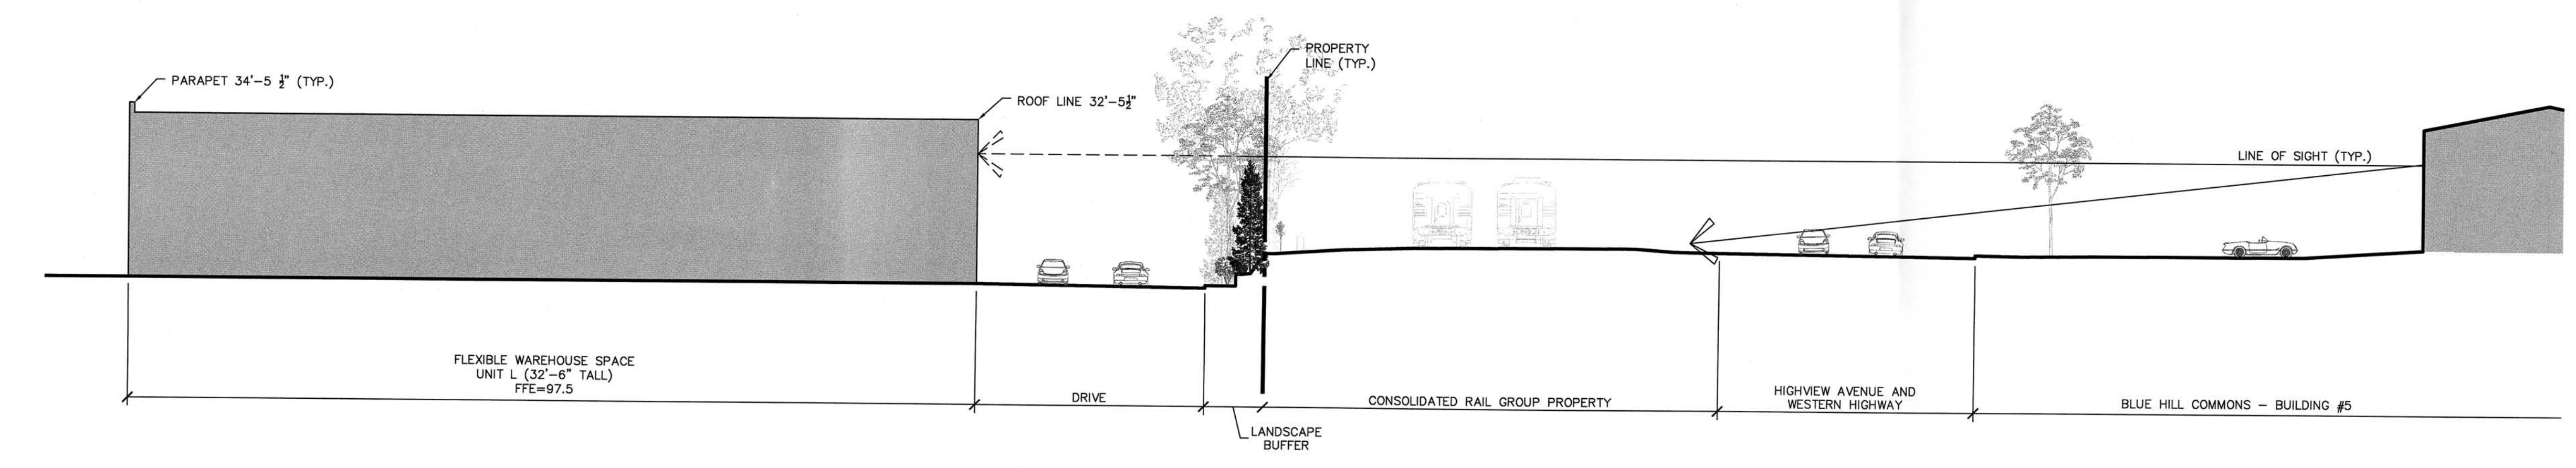 PARAPET 34'-5 1/2" (TYP.)
ROOF LINE 32'-5 1/2"
PROPERTY
LINE (TYP.)
LINE OF SIGHT (TYP.)
FLEXIBLE WAREHOUSE SPACE
UNIT L (32'-6" TALL)
FFE=97.5
DRIVE
LANDSCAPE
BUFFER
CONSOLIDATED RAIL GROUP PROPERTY
HIGHVIEW AVENUE AND
WESTERN HIGHWAY
BLUE HILL COMMONS - BUILDING #5